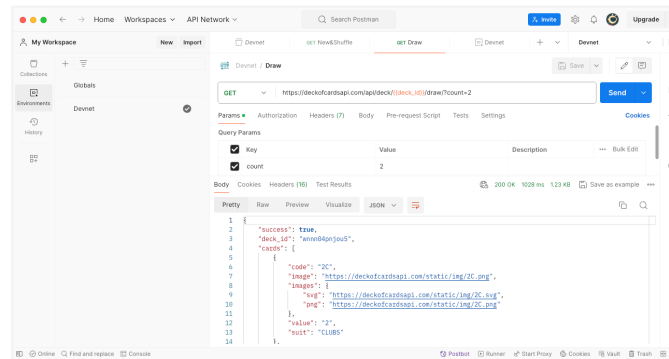 Home Workspaces API Network Search Postman Invite Upgrade
My Workspace New Import Devnet GET New&Shuffle GET Draw Devnet Devnet
Collections
Environments
History
Globals
Devnet
Devnet / Draw Save
GET https://deckofcardsapi.com/api/deck/{{deck_id}}/draw/?count=2 Send
Params Authorization Headers (7) Body Pre-request Script Tests Settings Cookies
Query Params
Key Value Description Bulk Edit
count 2
Body Cookies Headers (16) Test Results 200 OK 1028 ms 1.23 KB Save as example
Pretty Raw Preview Visualize JSON
1 {
2 "success": true,
3 "deck_id": "wnnn04pnjou5",
4 "cards": [
5 {
6 "code": "2C",
7 "image": "https://deckofcardsapi.com/static/img/2C.png",
8 "images": {
9 "svg": "https://deckofcardsapi.com/static/img/2C.svg",
10 "png": "https://deckofcardsapi.com/static/img/2C.png"
11 },
12 "value": "2",
13 "suit": "CLUBS"
14 },
Online Find and replace Console Postbot Runner Start Proxy Cookies Vault Trash